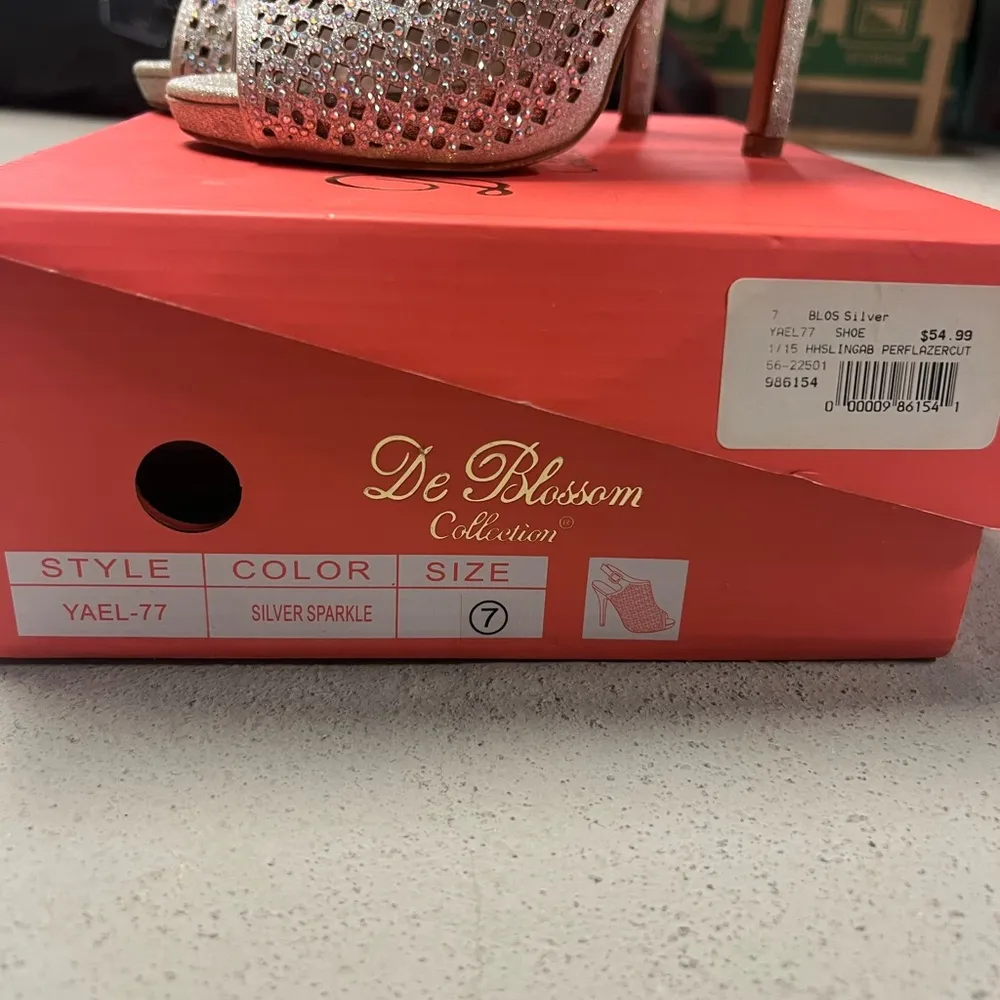 7 BLOS Silver
YAEL77 SHOE $54.99
1/15 HHSLINGAB PERFLAZERCUT
56-22501
986154
0 00009 86154 1
De Blossom
Collection®
STYLE COLOR SIZE
YAEL-77 SILVER SPARKLE 7